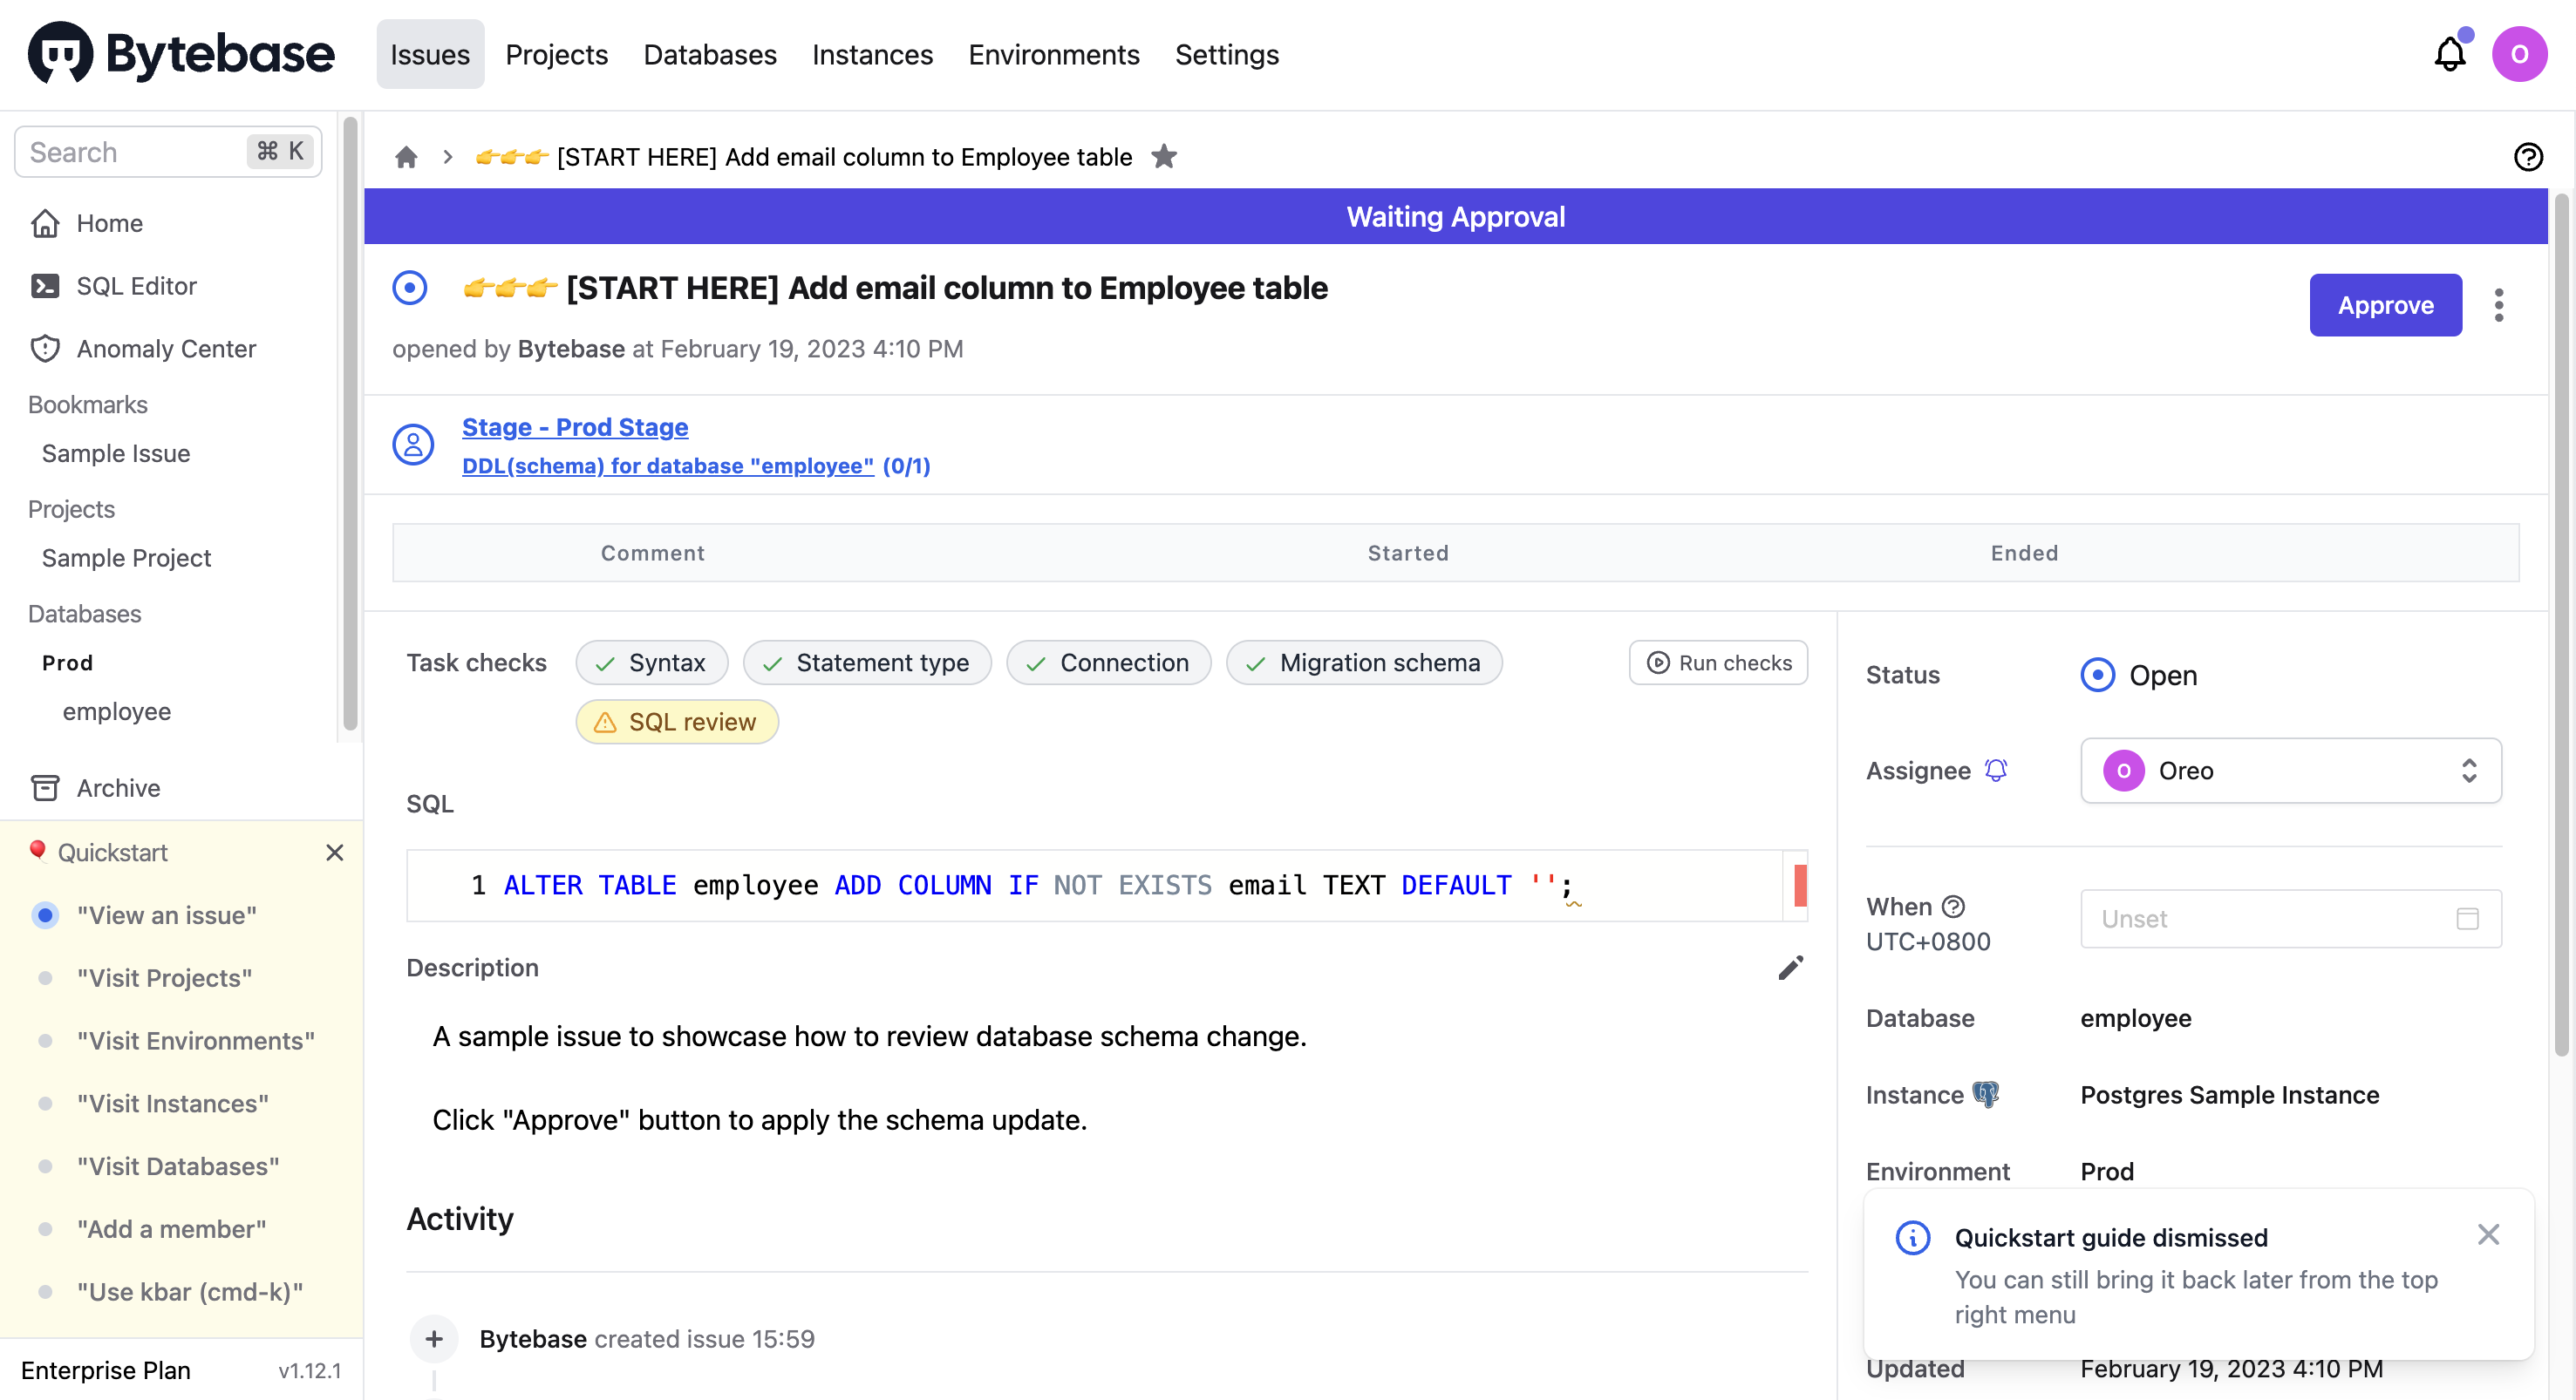 Bytebase
Issues Projects Databases Instances Environments Settings
O
Search ⌘ K
Home
SQL Editor
Anomaly Center
Bookmarks
Sample Issue
Projects
Sample Project
Databases
Prod
employee
Archive
Quickstart
"View an issue"
"Visit Projects"
"Visit Environments"
"Visit Instances"
"Visit Databases"
"Add a member"
"Use kbar (cmd-k)"
Enterprise Plan v1.12.1
👉👉👉 [START HERE] Add email column to Employee table
Waiting Approval
👉👉👉 [START HERE] Add email column to Employee table
opened by Bytebase at February 19, 2023 4:10 PM
Approve
Stage - Prod Stage
DDL(schema) for database "employee" (0/1)
Comment Started Ended
Task checks Syntax Statement type Connection Migration schema Run checks
SQL review
SQL
1 ALTER TABLE employee ADD COLUMN IF NOT EXISTS email TEXT DEFAULT '';
Description
A sample issue to showcase how to review database schema change.
Click "Approve" button to apply the schema update.
Activity
Bytebase created issue 15:59
Status Open
Assignee O Oreo
When Unset
UTC+0800
Database employee
Instance Postgres Sample Instance
Environment Prod
Quickstart guide dismissed
You can still bring it back later from the top
right menu
Updated February 19, 2023 4:10 PM